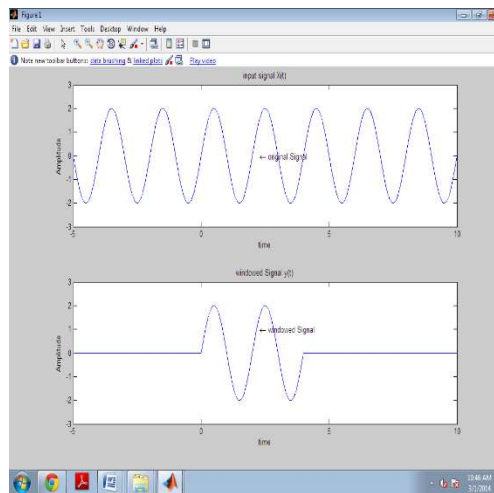 Figure 1
File Edit View Insert Tools Desktop Window Help
Note new toolbar buttons: data brushing & linked plots Play video
input signal X(t)
3
2
1
0
-1
-2
-3
Amplitude
← original Signal
-5 0 5 10
time
windowed Signal y(t)
3
2
1
0
-1
-2
-3
Amplitude
← windowed Signal
-5 0 5 10
time
10:46 AM
3/1/2014